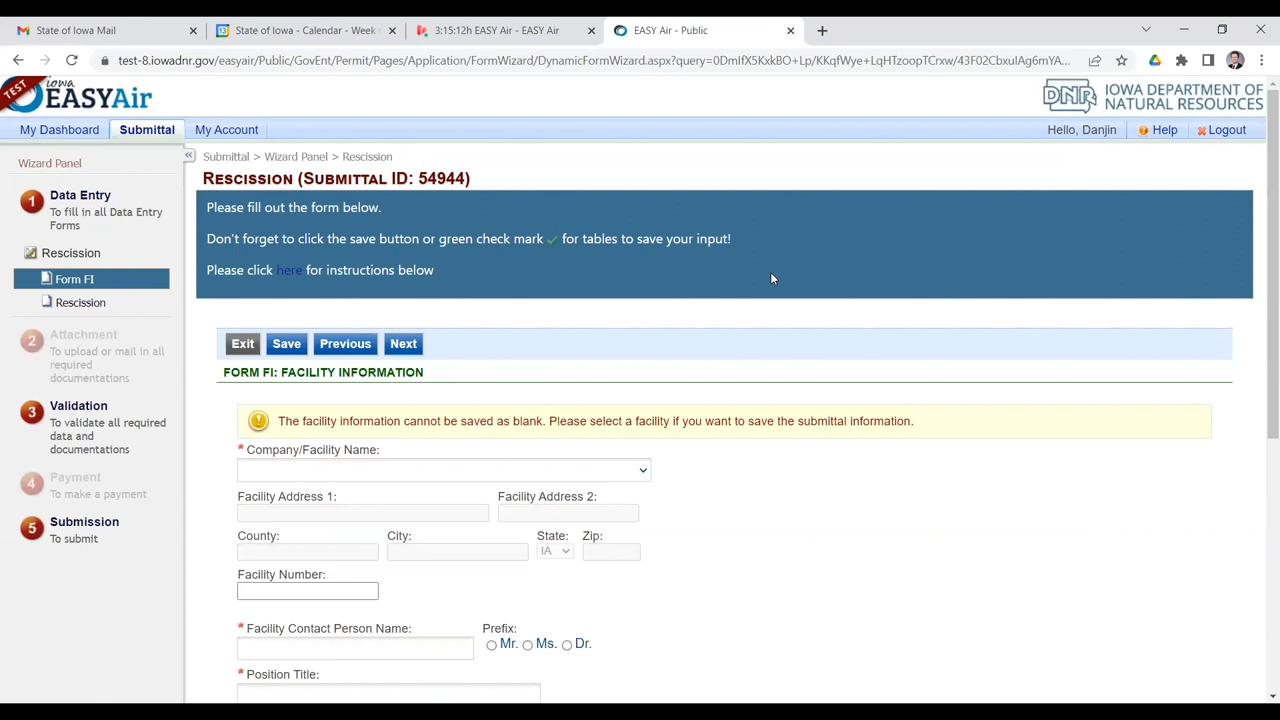 State of Iowa Mail
State of Iowa - Calendar - Week
3:15:12h EASY Air - EASY Air
EASY Air - Public
test-8.iowadnr.gov/easyair/Public/GovEnt/Permit/Pages/Application/FormWizard/DynamicFormWizard.aspx?query=0DmIfX5KxkBO+Lp/KKqfWye+LqHTzoopTCrxw/43F02CbxulAg6mYA...
TEST
iowa
EASYAir
DNR
IOWA DEPARTMENT OF
NATURAL RESOURCES
My Dashboard
Submittal
My Account
Hello, Danjin
Help
Logout
Wizard Panel
1
Data Entry
To fill in all Data Entry
Forms
Rescission
Form FI
Rescission
2
Attachment
To upload or mail in all
required
documentations
3
Validation
To validate all required
data and
documentations
4
Payment
To make a payment
5
Submission
To submit
Submittal > Wizard Panel > Rescission
RESCISSION (SUBMITTAL ID: 54944)
Please fill out the form below.
Don't forget to click the save button or green check mark ✓ for tables to save your input!
Please click here for instructions below
Exit
Save
Previous
Next
FORM FI: FACILITY INFORMATION
The facility information cannot be saved as blank. Please select a facility if you want to save the submittal information.
* Company/Facility Name:
Facility Address 1:
Facility Address 2:
County:
City:
State:
Zip:
IA
Facility Number:
* Facility Contact Person Name:
Prefix:
Mr.
Ms.
Dr.
* Position Title: